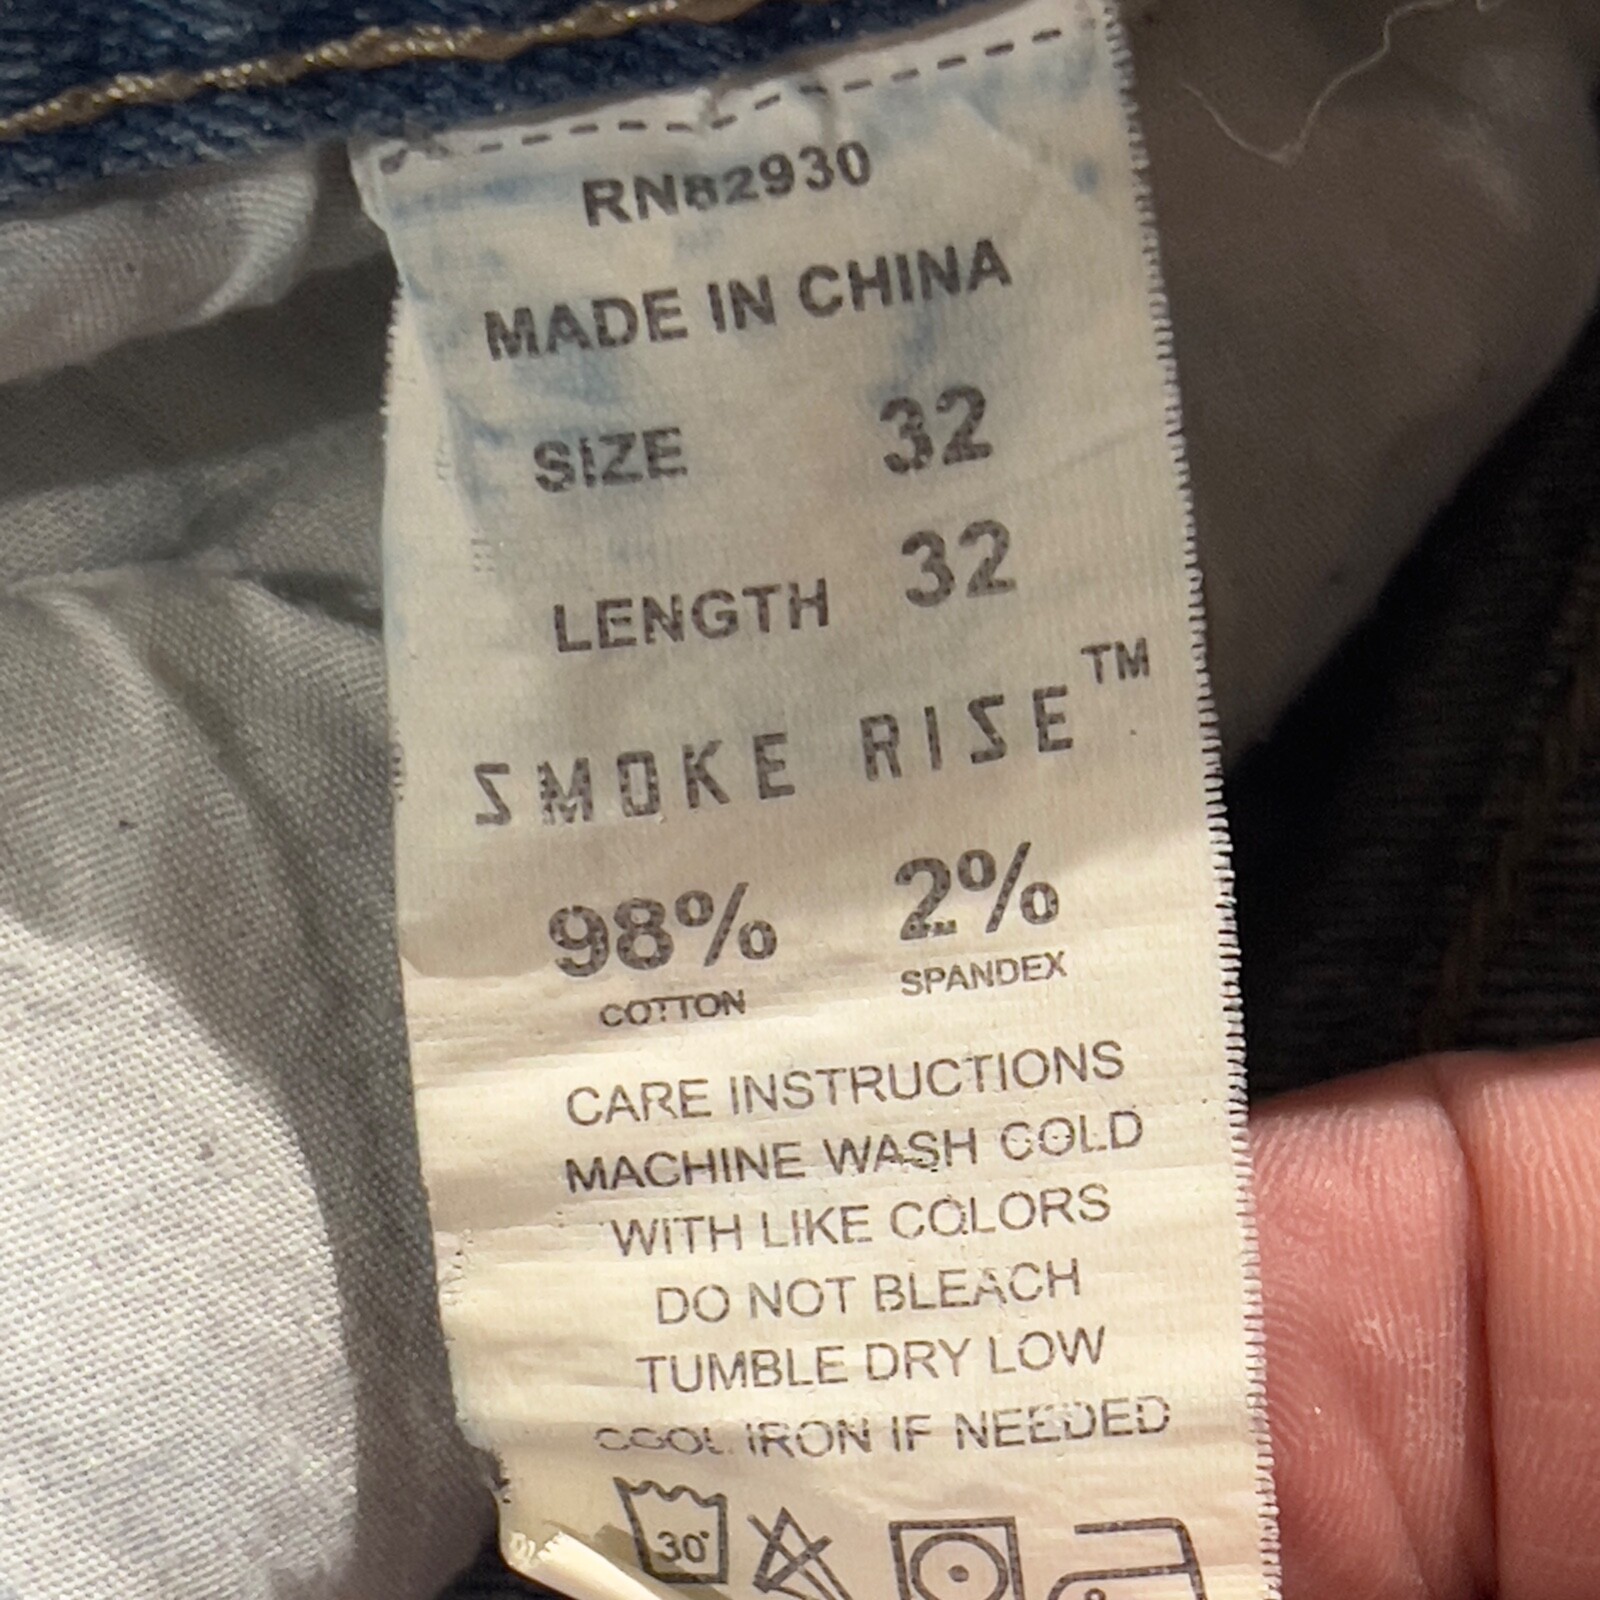 RN82930
MADE IN CHINA
SIZE 32
LENGTH 32
SMOKE RISE™
98% 2%
COTTON SPANDEX
CARE INSTRUCTIONS
MACHINE WASH COLD
WITH LIKE COLORS
DO NOT BLEACH
TUMBLE DRY LOW
COOL IRON IF NEEDED
30°